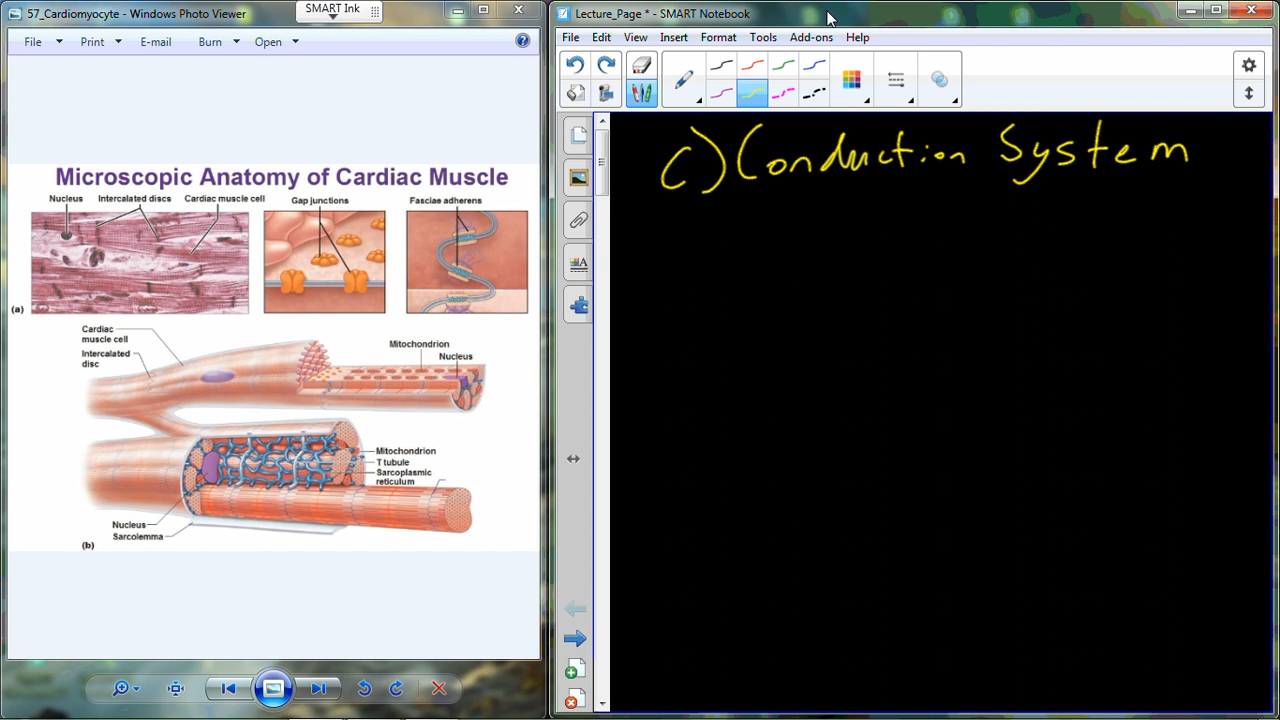 57_Cardiomyocyte - Windows Photo Viewer
SMART Ink
File Print E-mail Burn Open
Microscopic Anatomy of Cardiac Muscle
Nucleus Intercalated discs Cardiac muscle cell Gap junctions Fasciae adherens
(a)
Cardiac
muscle cell
Intercalated
disc
Mitochondrion
Nucleus
Mitochondrion
T tubule
Sarcoplasmic
reticulum
Nucleus
Sarcolemma
(b)
Lecture_Page * - SMART Notebook
File Edit View Insert Format Tools Add-ons Help
C) Conduction System